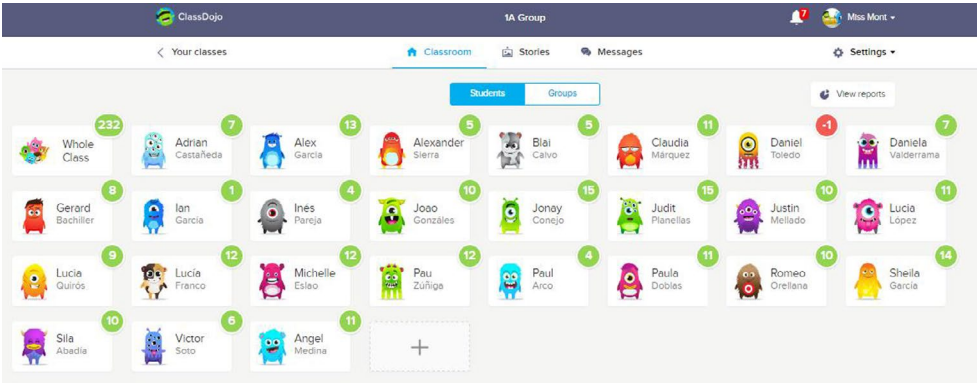 ClassDojo
1A Group
7
Miss Mont
Your classes
Classroom
Stories
Messages
Settings
Students
Groups
View reports
232
Whole
Class
7
Adrian
Castañeda
13
Alex
Garcia
5
Alexander
Sierra
5
Blai
Calvo
11
Claudia
Márquez
-1
Daniel
Toledo
7
Daniela
Valderrama
8
Gerard
Bachiller
1
Ian
García
4
Inés
Pareja
10
Joao
Gonzáles
15
Jonay
Conejo
15
Judit
Planellas
10
Justin
Mellado
11
Lucia
López
9
Lucia
Quirós
12
Lucía
Franco
12
Michelle
Eslao
12
Pau
Zúñiga
4
Paul
Arco
11
Paula
Doblas
10
Romeo
Orellana
14
Sheila
García
10
Sila
Abadía
6
Victor
Soto
11
Angel
Medina
+